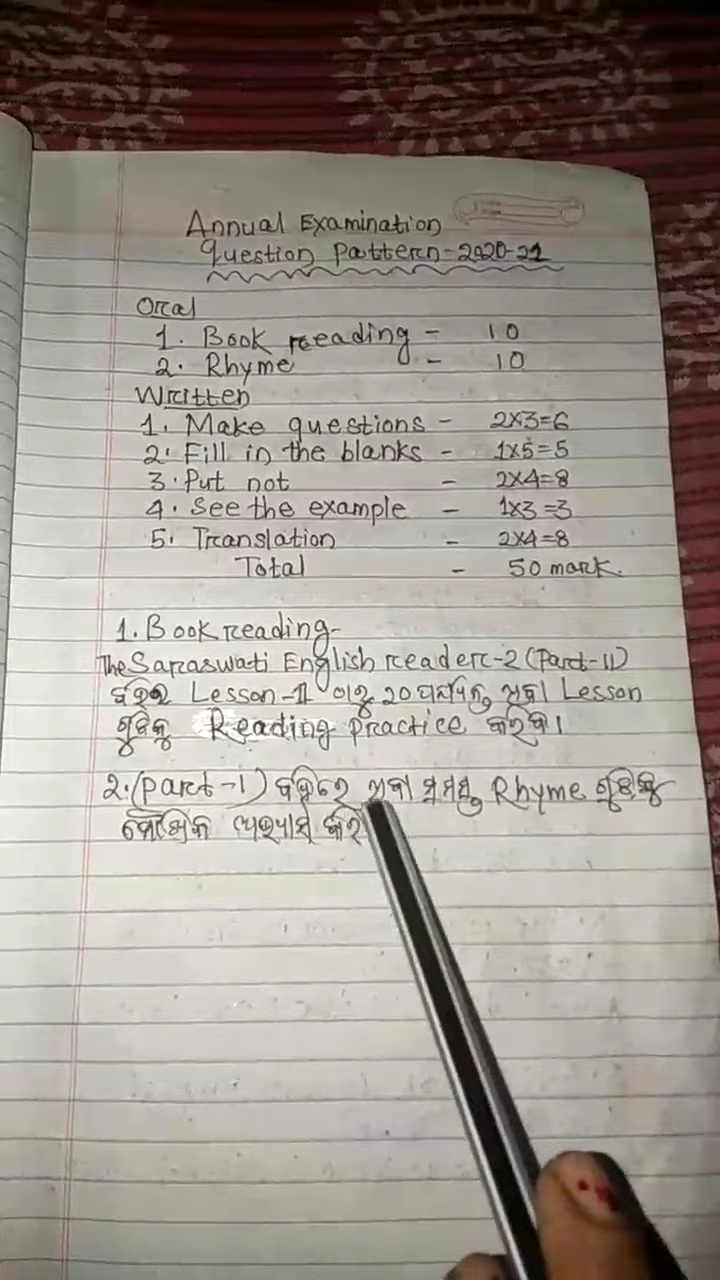 Annual Examination
Question Pattern-2020-21
Oral
1. Book reading - 10
2. Rhyme - 10
Written
1. Make questions - 2x3=6
2. Fill in the blanks - 1x5=5
3. Put not - 2x4=8
4. See the example - 1x3=3
5. Translation - 2x4=8
Total - 50 mark.
1. Book reading-
The Saraswati English reader-2 (Part-II)
ବହିର Lesson-11 ଠାରୁ 20 ପର୍ଯ୍ୟନ୍ତ ଥିବା Lesson
ଗୁଡିକୁ Reading practice କରିବା।
2. (Part-1) ବହିରେ ଥିବା ସମସ୍ତ Rhyme ଗୁଡିକୁ
ମୌଖିକ ଅଭ୍ୟାସ